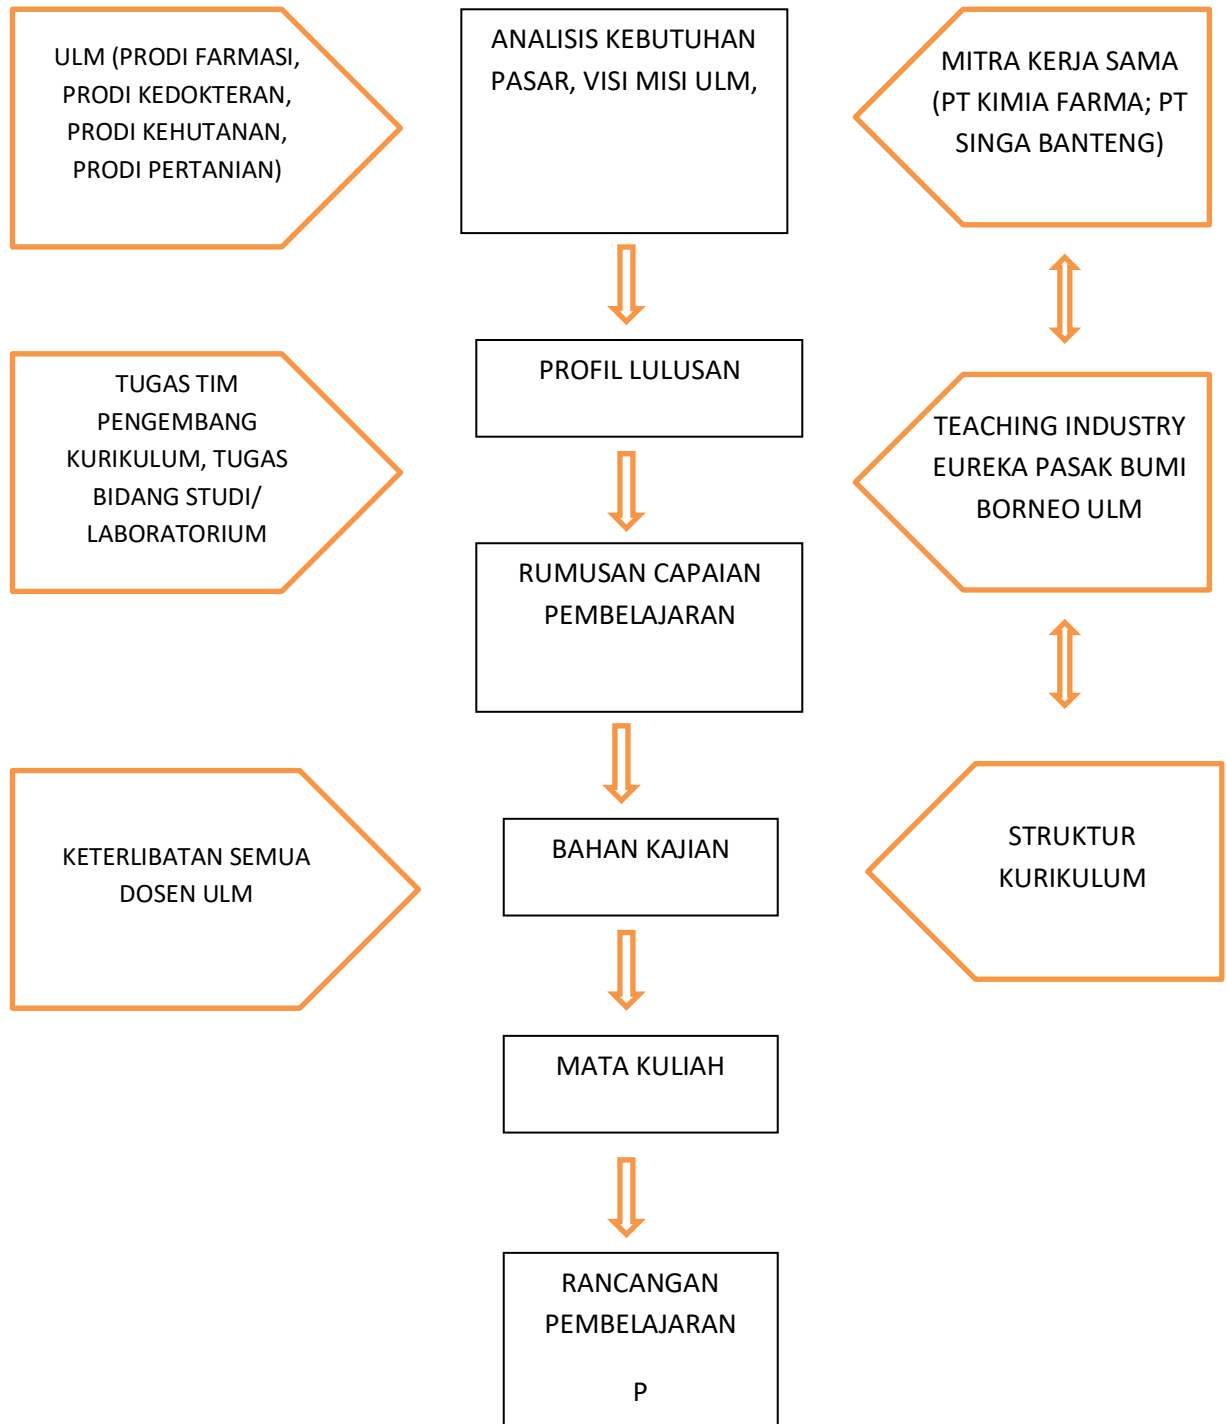 ULM (PRODI FARMASI,
PRODI KEDOKTERAN,
PRODI KEHUTANAN,
PRODI PERTANIAN)
ANALISIS KEBUTUHAN
PASAR, VISI MISI ULM,
MITRA KERJA SAMA
(PT KIMIA FARMA; PT
SINGA BANTENG)
TUGAS TIM
PENGEMBANG
KURIKULUM, TUGAS
BIDANG STUDI/
LABORATORIUM
PROFIL LULUSAN
TEACHING INDUSTRY
EUREKA PASAK BUMI
BORNEO ULM
RUMUSAN CAPAIAN
PEMBELAJARAN
KETERLIBATAN SEMUA
DOSEN ULM
BAHAN KAJIAN
STRUKTUR
KURIKULUM
MATA KULIAH
RANCANGAN
PEMBELAJARAN
P